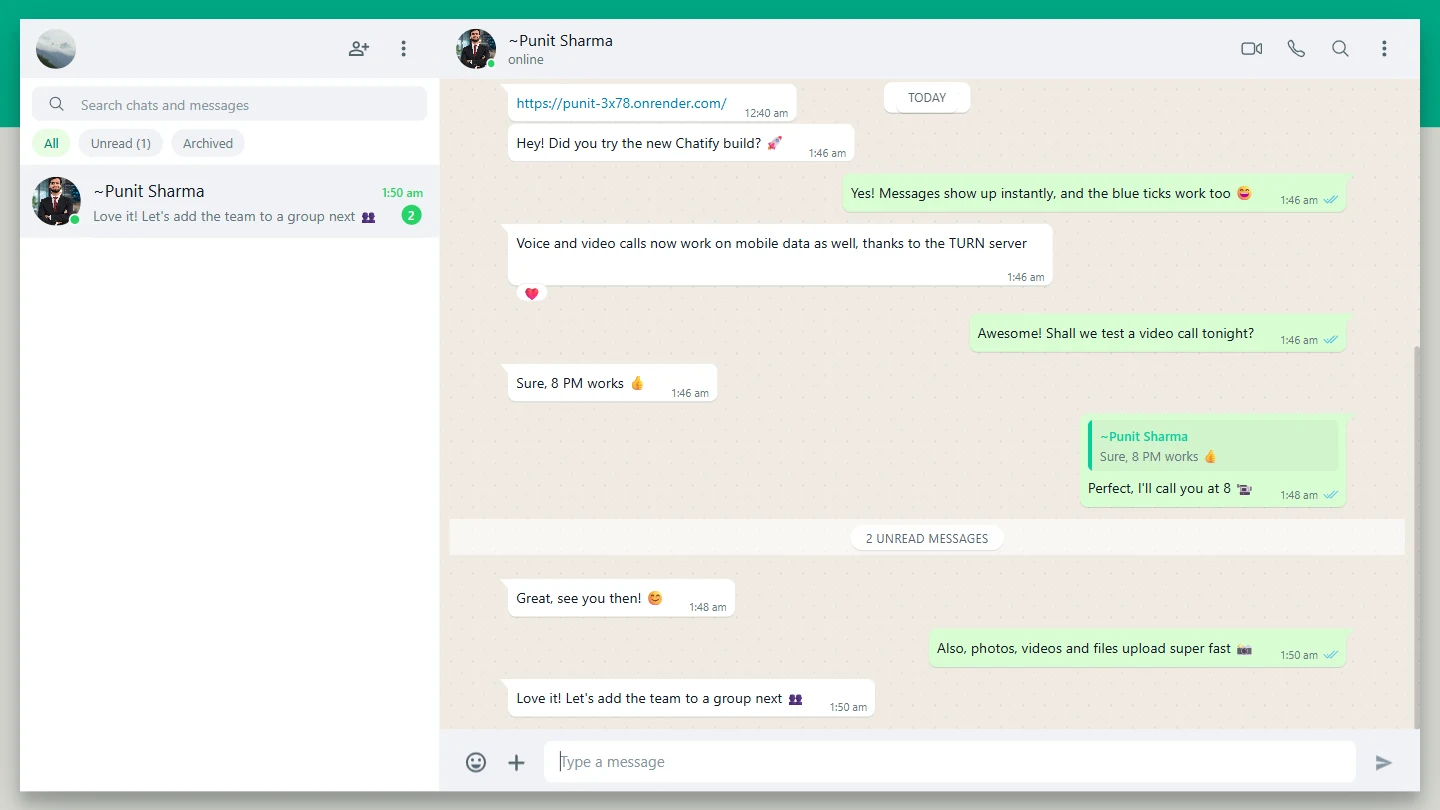 ~Punit Sharma
online
Search chats and messages
All
Unread (1)
Archived
~Punit Sharma
1:50 am
Love it! Let's add the team to a group next 👥
2
TODAY
https://punit-3x78.onrender.com/
12:40 am
Hey! Did you try the new Chatify build? 🚀
1:46 am
Yes! Messages show up instantly, and the blue ticks work too 😄
1:46 am
Voice and video calls now work on mobile data as well, thanks to the TURN server
1:46 am
❤️
Awesome! Shall we test a video call tonight?
1:46 am
Sure, 8 PM works 👍
1:46 am
~Punit Sharma
Sure, 8 PM works 👍
Perfect, I'll call you at 8 📹
1:48 am
2 UNREAD MESSAGES
Great, see you then! 😊
1:48 am
Also, photos, videos and files upload super fast 📸
1:50 am
Love it! Let's add the team to a group next 👥
1:50 am
Type a message